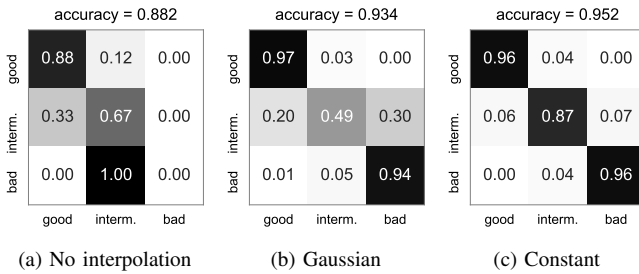 accuracy = 0.882
good 0.88 0.12 0.00
interm. 0.33 0.67 0.00
bad 0.00 1.00 0.00
good interm. bad
(a) No interpolation
accuracy = 0.934
good 0.97 0.03 0.00
interm. 0.20 0.49 0.30
bad 0.01 0.05 0.94
good interm. bad
(b) Gaussian
accuracy = 0.952
good 0.96 0.04 0.00
interm. 0.06 0.87 0.07
bad 0.00 0.04 0.96
good interm. bad
(c) Constant